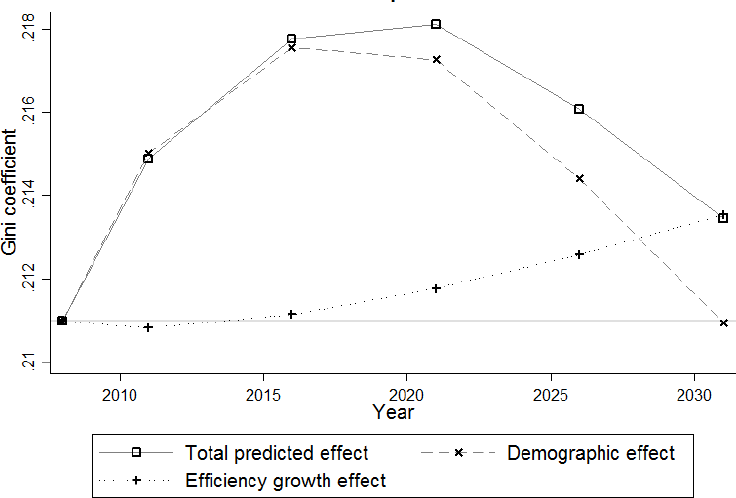 .218
.216
.214
.212
.21
Gini coefficient
2010 2015 2020 2025 2030
Year
Total predicted effect Demographic effect
Efficiency growth effect